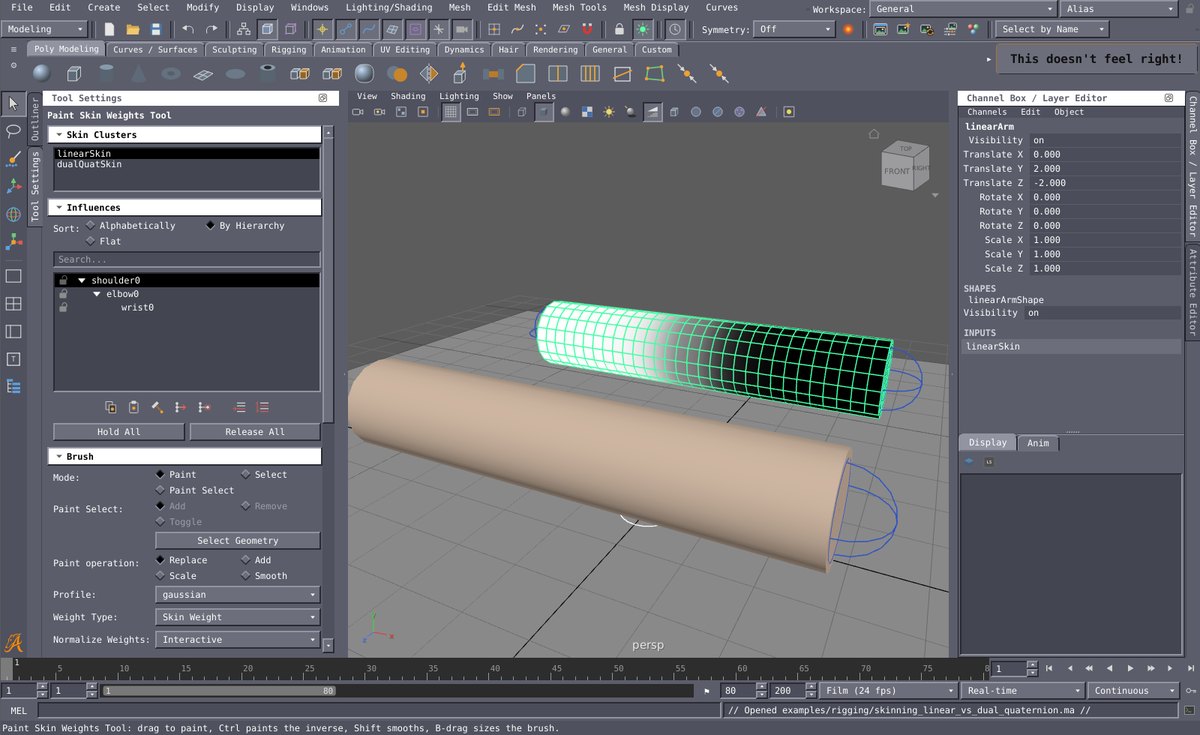 File Edit Create Select Modify Display Windows Lighting/Shading Mesh Edit Mesh Mesh Tools Mesh Display Curves Workspace: General Alias
Modeling Symmetry: Off Select by Name
Poly Modeling Curves / Surfaces Sculpting Rigging Animation UV Editing Dynamics Hair Rendering General Custom
This doesn't feel right!
Outliner
Tool Settings
Tool Settings
Paint Skin Weights Tool
Skin Clusters
linearSkin
dualQuatSkin
Influences
Sort: Alphabetically By Hierarchy
Flat
Search...
shoulder0
elbow0
wrist0
Hold All Release All
Brush
Mode: Paint Select
Paint Select
Paint Select: Add Remove
Toggle
Select Geometry
Paint operation: Replace Add
Scale Smooth
Profile: gaussian
Weight Type: Skin Weight
Normalize Weights: Interactive
View Shading Lighting Show Panels
TOP
FRONT RIGHT
persp
y
x
z
Channel Box / Layer Editor
Channels Edit Object
linearArm
Visibility on
Translate X 0.000
Translate Y 2.000
Translate Z -2.000
Rotate X 0.000
Rotate Y 0.000
Rotate Z 0.000
Scale X 1.000
Scale Y 1.000
Scale Z 1.000
SHAPES
linearArmShape
Visibility on
INPUTS
linearSkin
Display Anim
LS
Channel Box / Layer Editor
Attribute Editor
1 5 10 15 20 25 30 35 40 45 50 55 60 65 70 75 1
1 1 1 80 80 200 Film (24 fps) Real-time Continuous
MEL // Opened examples/rigging/skinning_linear_vs_dual_quaternion.ma //
Paint Skin Weights Tool: drag to paint, Ctrl paints the inverse, Shift smooths, B-drag sizes the brush.